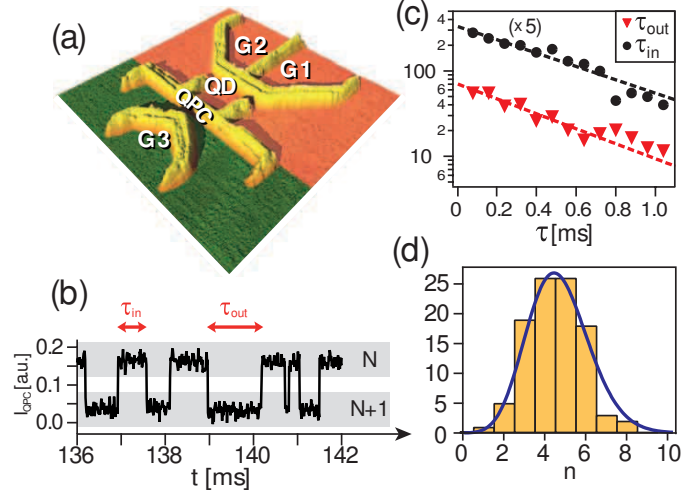 (a)
G2
G1
QD
QPC
G3
(b)
τin
τout
I QPC [a.u.]
0.2
0.1
0.0
N
N+1
136
138
140
142
t [ms]
(c)
(x 5)
τout
τin
4
2
100
6
4
2
10
6
0
0.2
0.4
0.6
0.8
1.0
τ[ms]
(d)
25
20
15
10
5
0
0
2
4
6
8
10
n